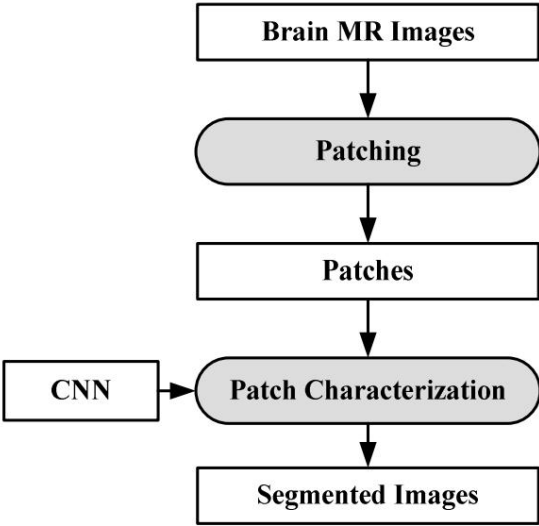 Brain MR Images
Patching
Patches
CNN
Patch Characterization
Segmented Images